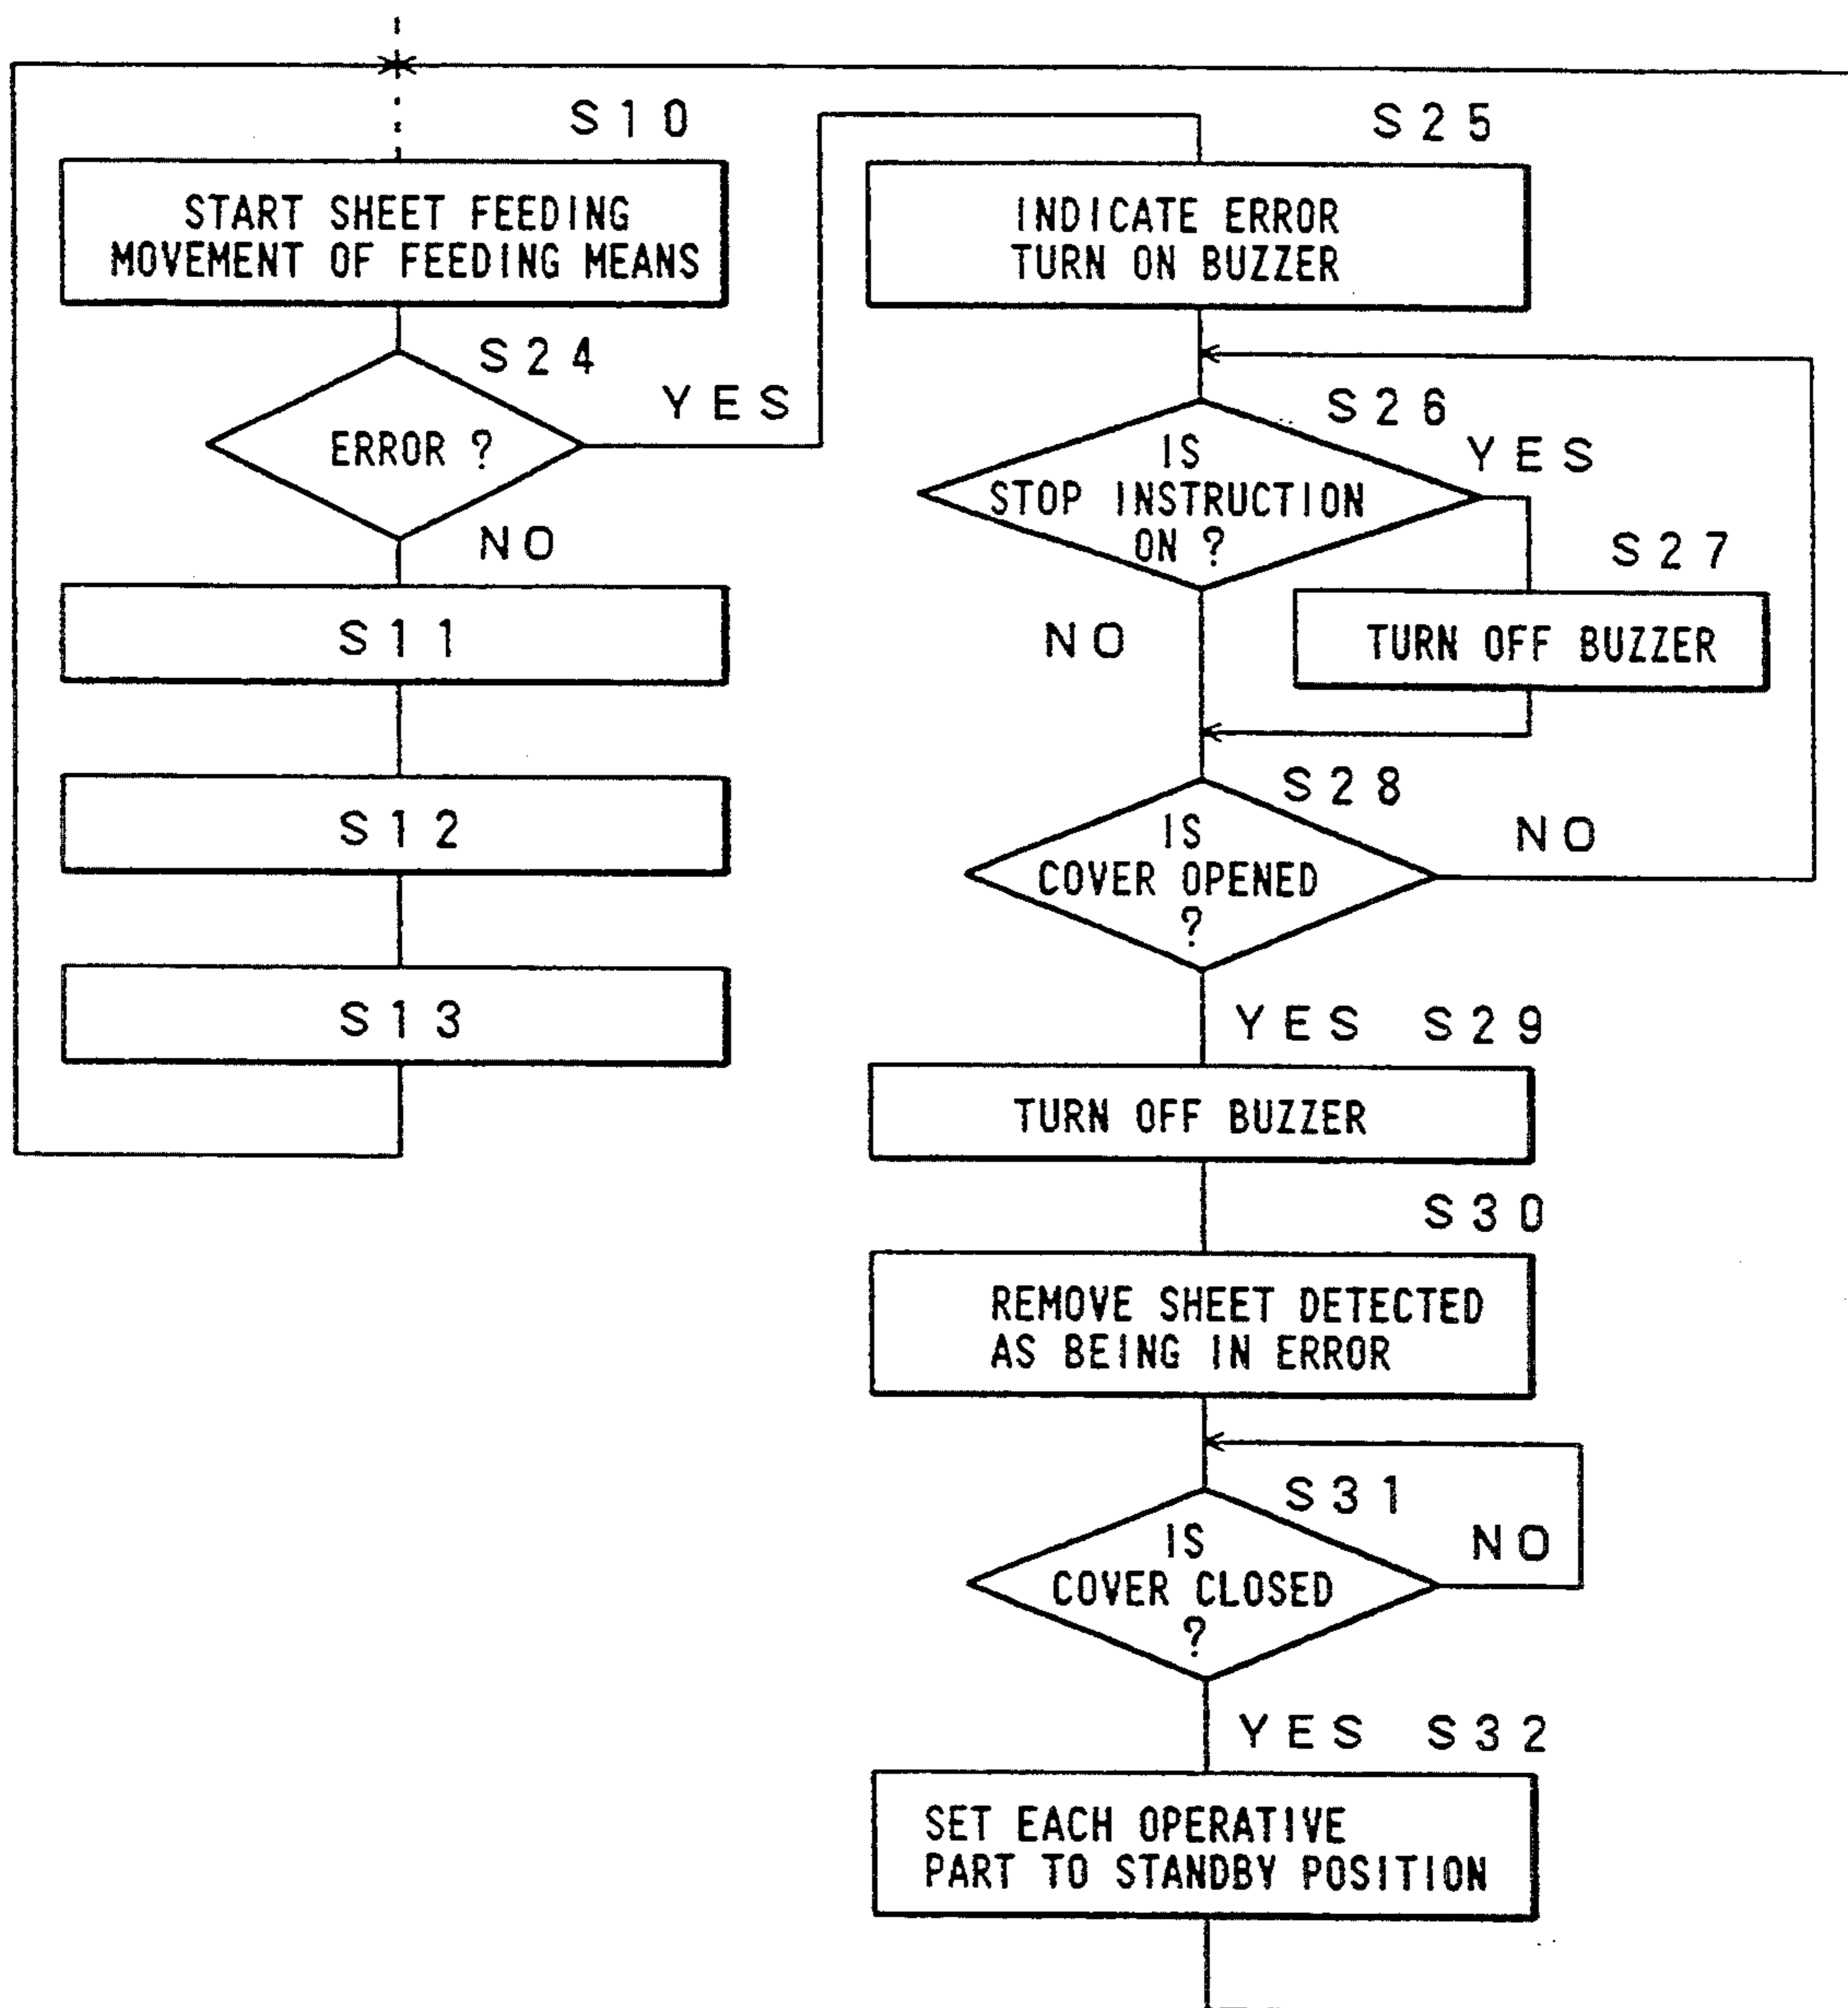 S10
START SHEET FEEDING
MOVEMENT OF FEEDING MEANS
S24
YES
ERROR ?
NO
S11
S12
S13
S25
INDICATE ERROR
TURN ON BUZZER
S26
YES
IS
STOP INSTRUCTION
ON ?
S27
NO
TURN OFF BUZZER
S28
IS
COVER OPENED
?
NO
YES S29
TURN OFF BUZZER
S30
REMOVE SHEET DETECTED
AS BEING IN ERROR
S31
IS
COVER CLOSED
?
NO
YES S32
SET EACH OPERATIVE
PART TO STANDBY POSITION